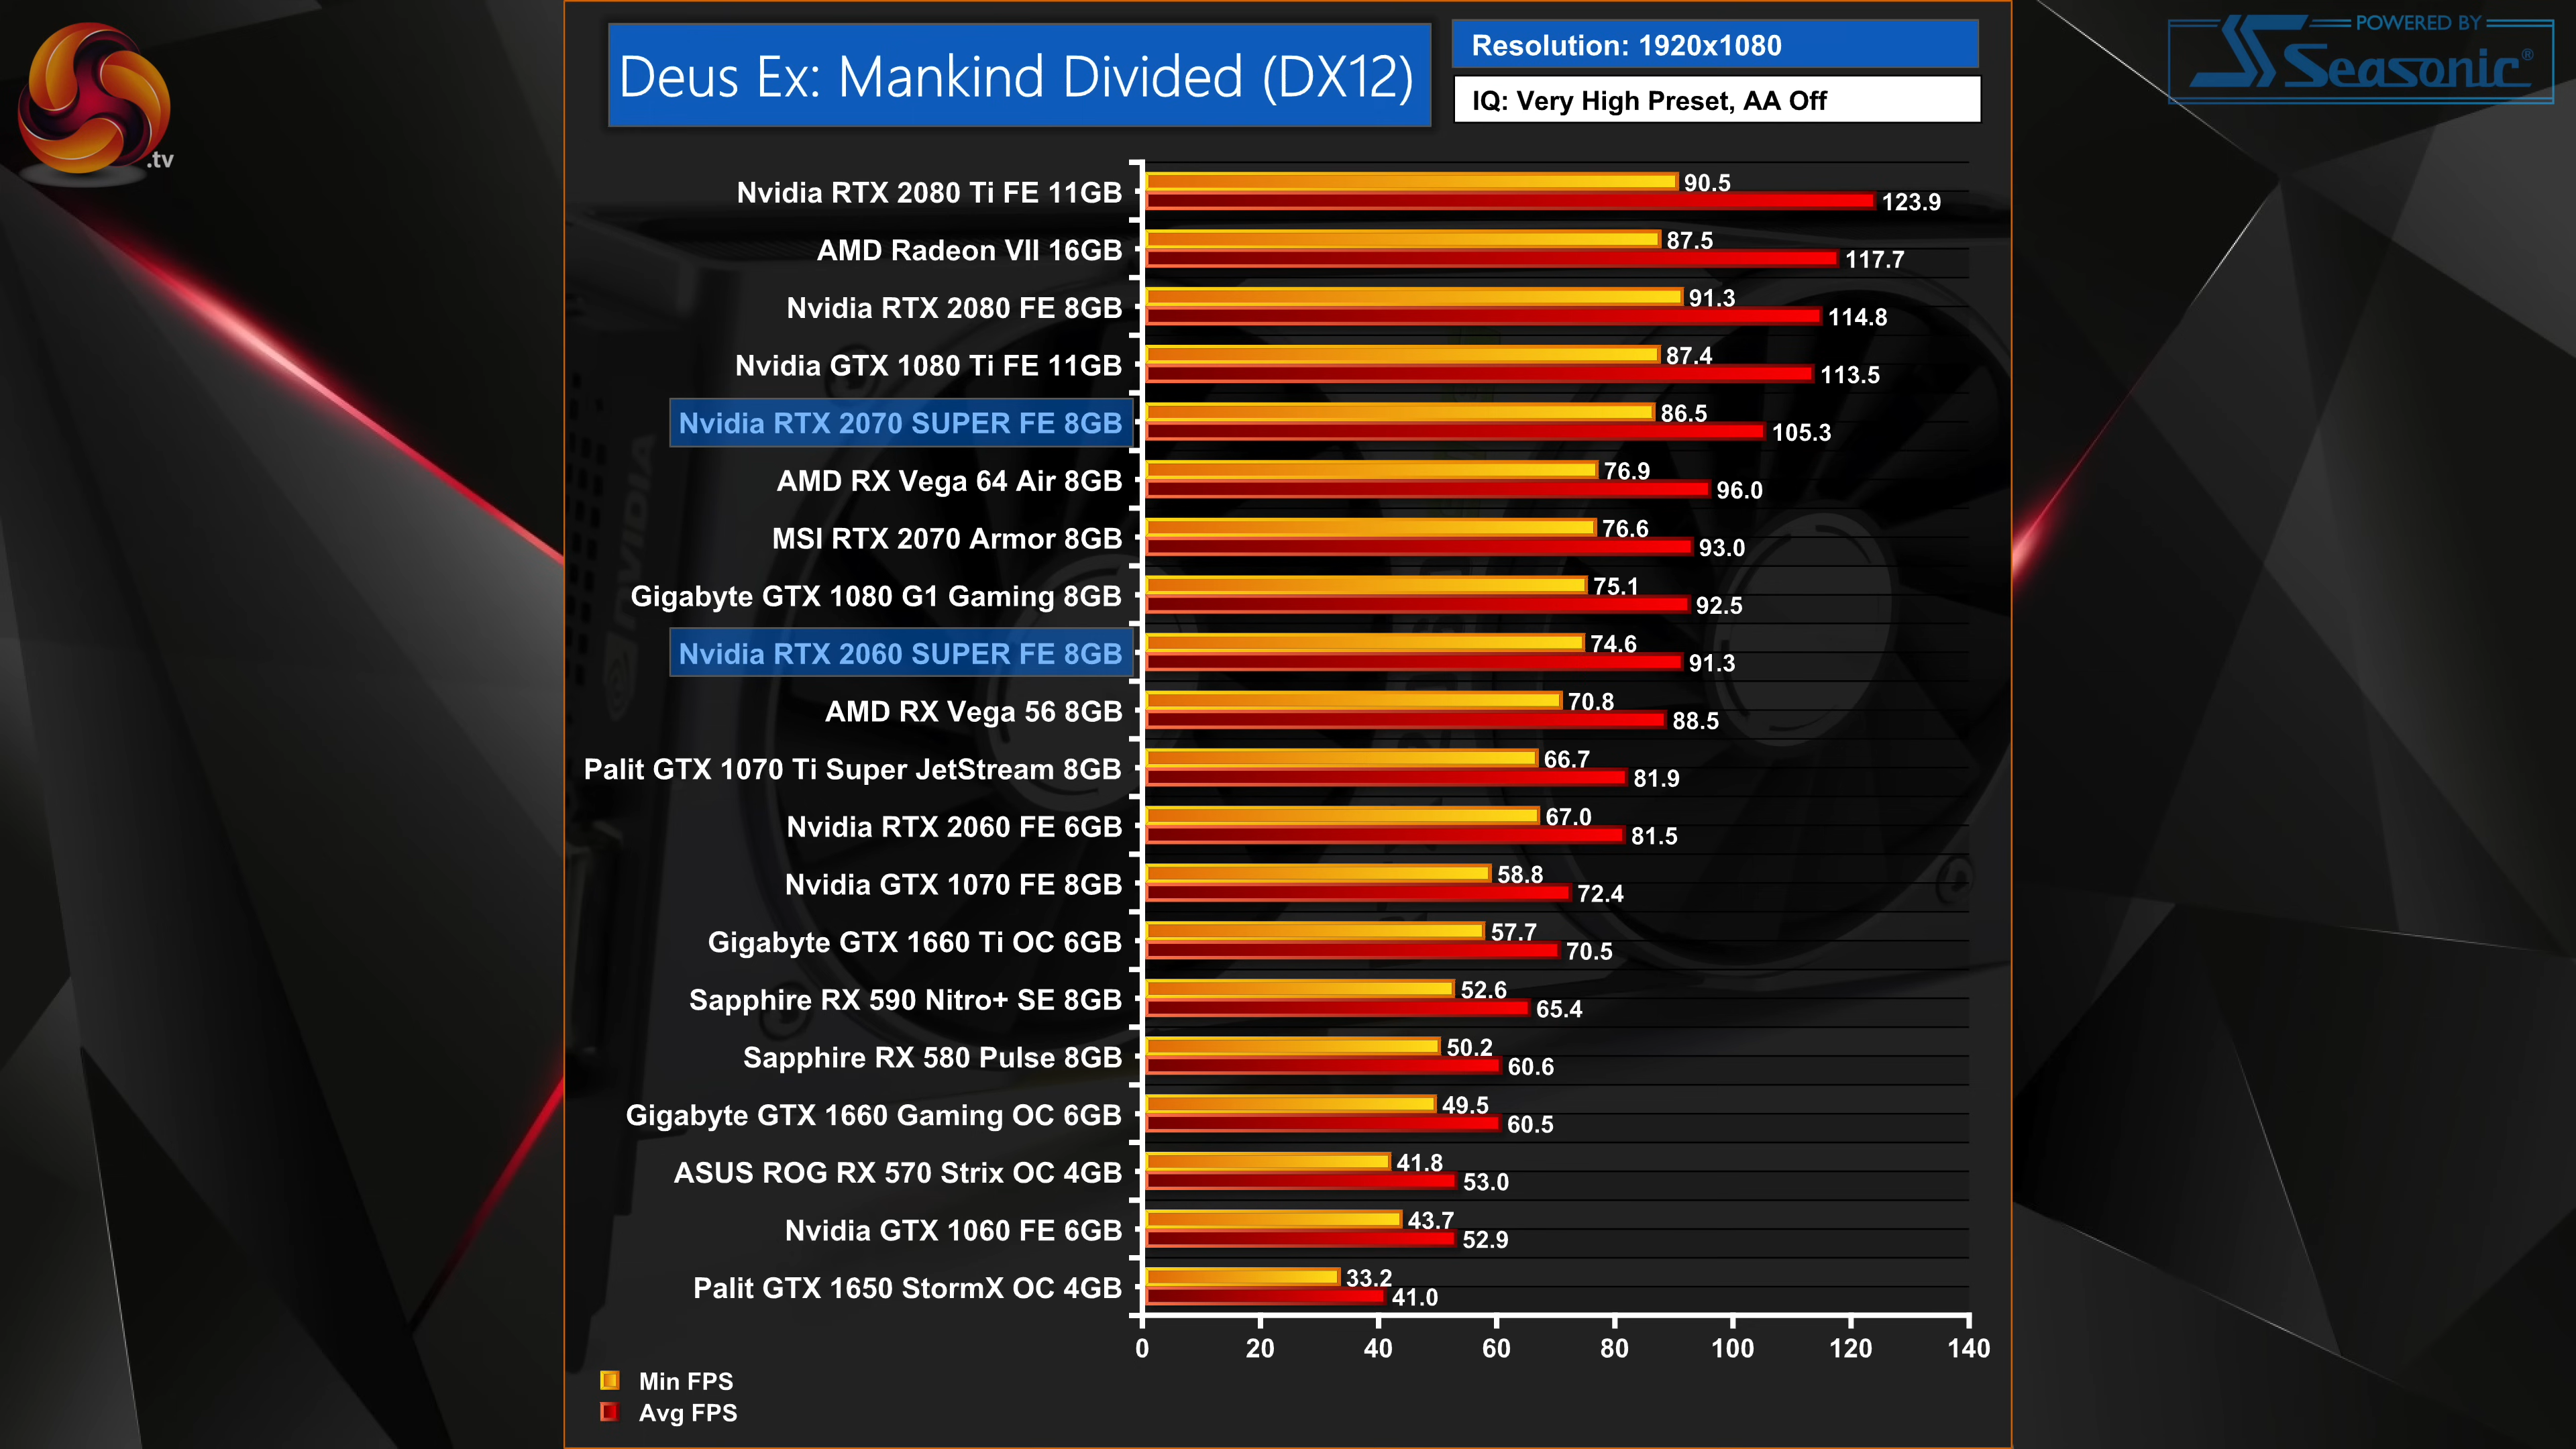 .tv
Deus Ex: Mankind Divided (DX12)
Resolution: 1920x1080
IQ: Very High Preset, AA Off
POWERED BY
Seasonic®
Nvidia RTX 2080 Ti FE 11GB 90.5 123.9
AMD Radeon VII 16GB 87.5 117.7
Nvidia RTX 2080 FE 8GB 91.3 114.8
Nvidia GTX 1080 Ti FE 11GB 87.4 113.5
Nvidia RTX 2070 SUPER FE 8GB 86.5 105.3
AMD RX Vega 64 Air 8GB 76.9 96.0
MSI RTX 2070 Armor 8GB 76.6 93.0
Gigabyte GTX 1080 G1 Gaming 8GB 75.1 92.5
Nvidia RTX 2060 SUPER FE 8GB 74.6 91.3
AMD RX Vega 56 8GB 70.8 88.5
Palit GTX 1070 Ti Super JetStream 8GB 66.7 81.9
Nvidia RTX 2060 FE 6GB 67.0 81.5
Nvidia GTX 1070 FE 8GB 58.8 72.4
Gigabyte GTX 1660 Ti OC 6GB 57.7 70.5
Sapphire RX 590 Nitro+ SE 8GB 52.6 65.4
Sapphire RX 580 Pulse 8GB 50.2 60.6
Gigabyte GTX 1660 Gaming OC 6GB 49.5 60.5
ASUS ROG RX 570 Strix OC 4GB 41.8 53.0
Nvidia GTX 1060 FE 6GB 43.7 52.9
Palit GTX 1650 StormX OC 4GB 33.2 41.0
0 20 40 60 80 100 120 140
Min FPS
Avg FPS
NVIDIA